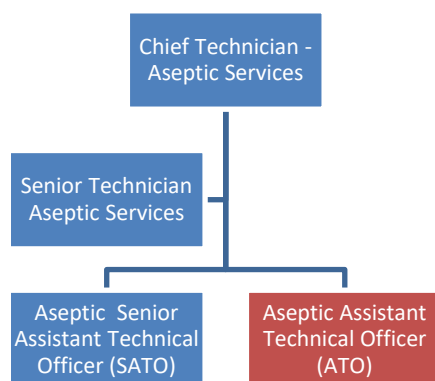 Chief Technician -
Aseptic Services
Senior Technician
Aseptic Services
Aseptic  Senior
Assistant Technical
Officer (SATO)
Aseptic Assistant
Technical Officer
(ATO)